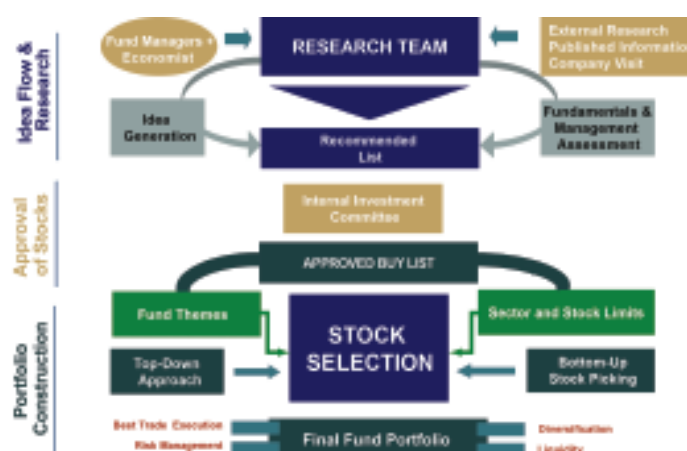 Idea Flow &
Research
Fund Managers +
Economist
RESEARCH TEAM
External Research
Published Information
Company Visit
Idea
Generation
Recommended
List
Fundamentals &
Management
Assessment
Approval
of Stocks
Internal Investment
Committee
APPROVED BUY LIST
Portfolio
Construction
Fund Themes
STOCK
SELECTION
Sector and Stock Limits
Top-Down
Approach
Bottom-Up
Stock Picking
Best Trade Execution
Risk Management
Final Fund Portfolio
Diversification
Liquidity